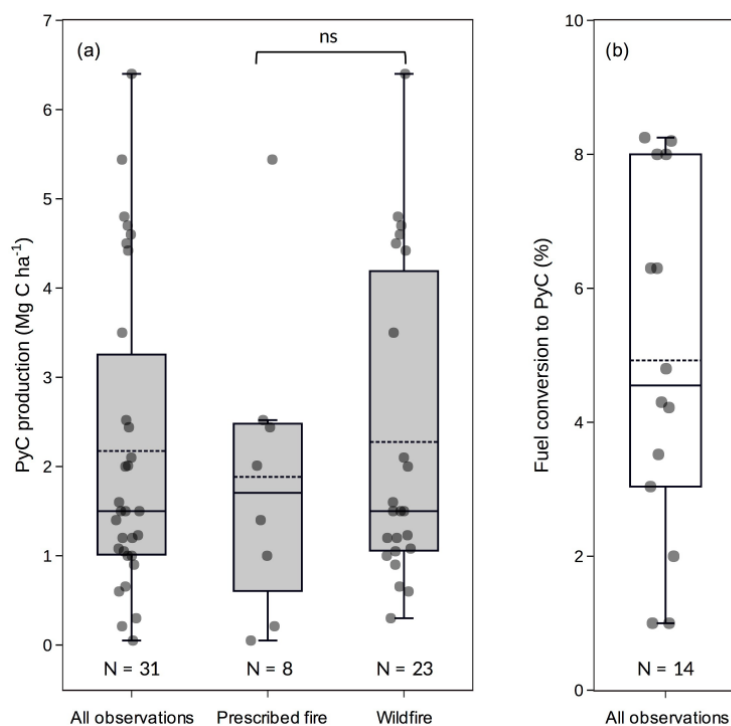 (a)
ns
PyC production (Mg C ha⁻¹)
7
6
5
4
3
2
1
0
N = 31
N = 8
N = 23
All observations
Prescribed fire
Wildfire
(b)
Fuel conversion to PyC (%)
10
8
6
4
2
0
N = 14
All observations